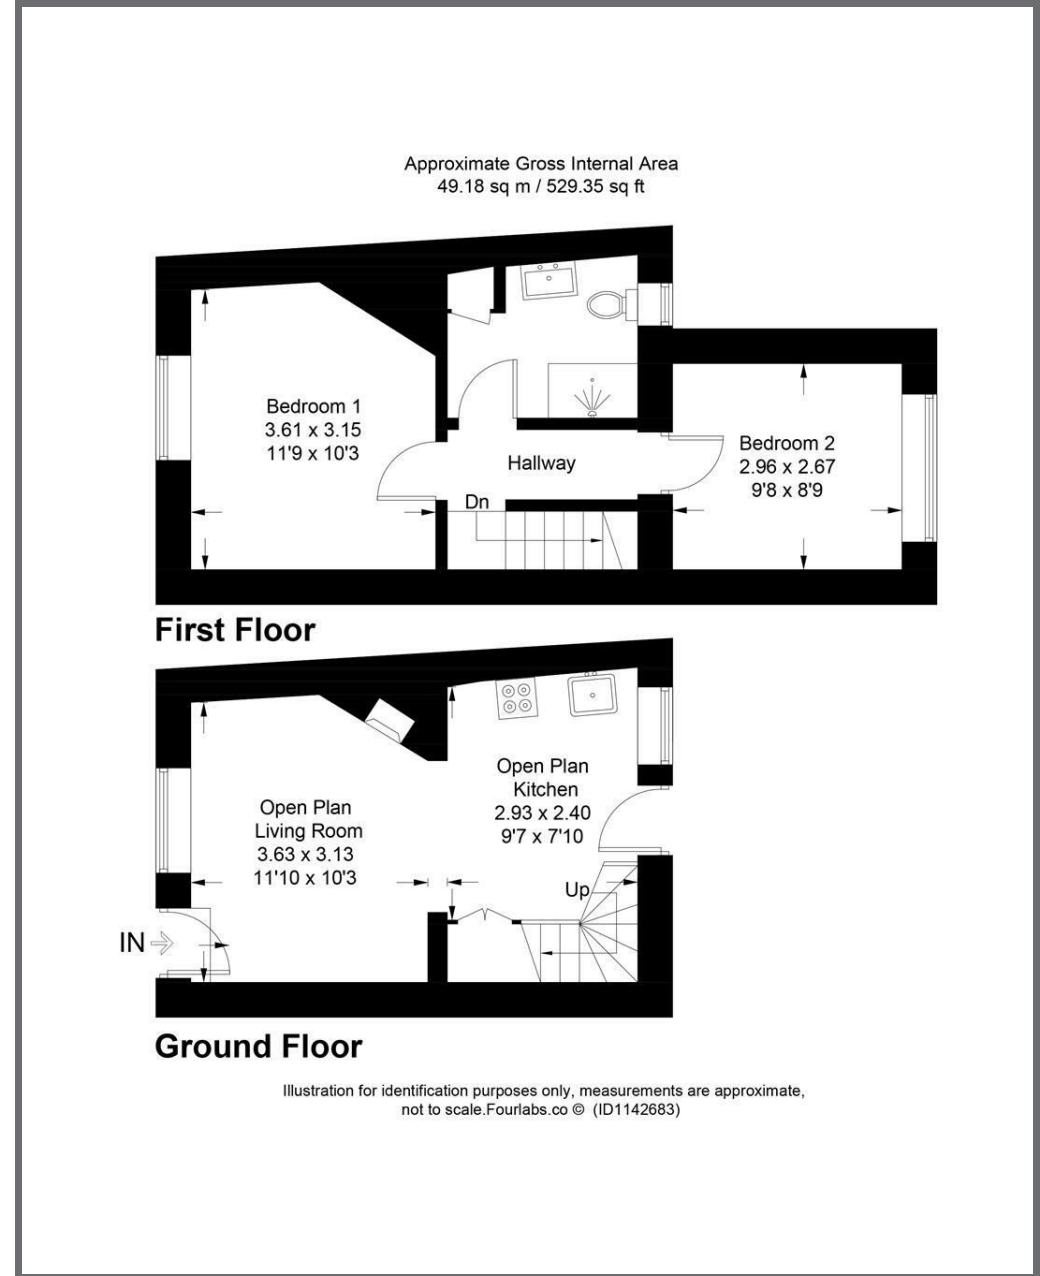 Approximate Gross Internal Area
49.18 sq m / 529.35 sq ft
Bedroom 1
3.61 x 3.15
11'9 x 10'3
Hallway
Dn
Bedroom 2
2.96 x 2.67
9'8 x 8'9
First Floor
Open Plan
Kitchen
2.93 x 2.40
9'7 x 7'10
Open Plan
Living Room
3.63 x 3.13
11'10 x 10'3
Up
IN
Ground Floor
Illustration for identification purposes only, measurements are approximate,
not to scale.Fourlabs.co © (ID1142683)